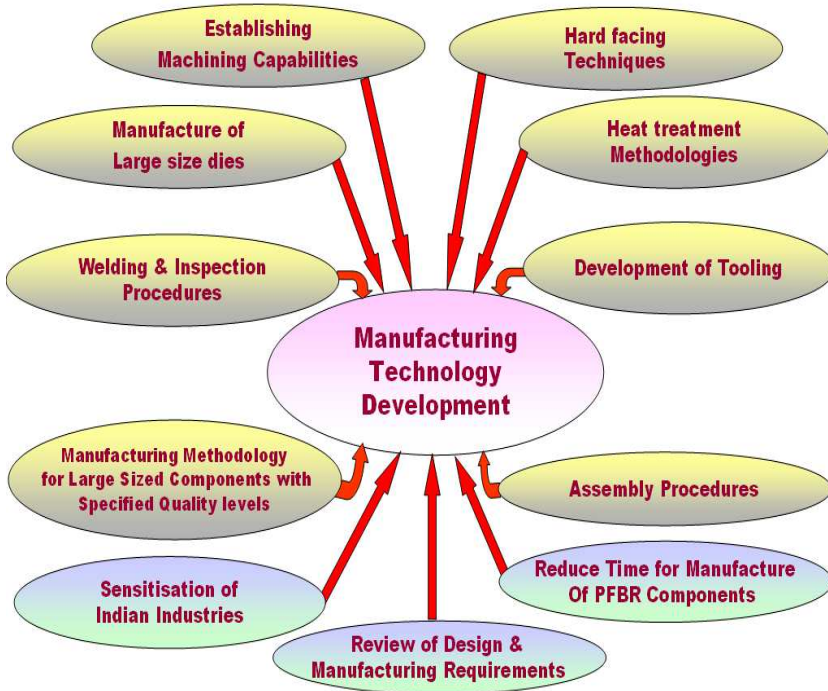 Establishing
Machining Capabilities
Hard facing
Techniques
Manufacture of
Large size dies
Heat treatment
Methodologies
Welding & Inspection
Procedures
Development of Tooling
Manufacturing
Technology
Development
Manufacturing Methodology
for Large Sized Components with
Specified Quality levels
Assembly Procedures
Sensitisation of
Indian Industries
Reduce Time for Manufacture
Of PFBR Components
Review of Design &
Manufacturing Requirements